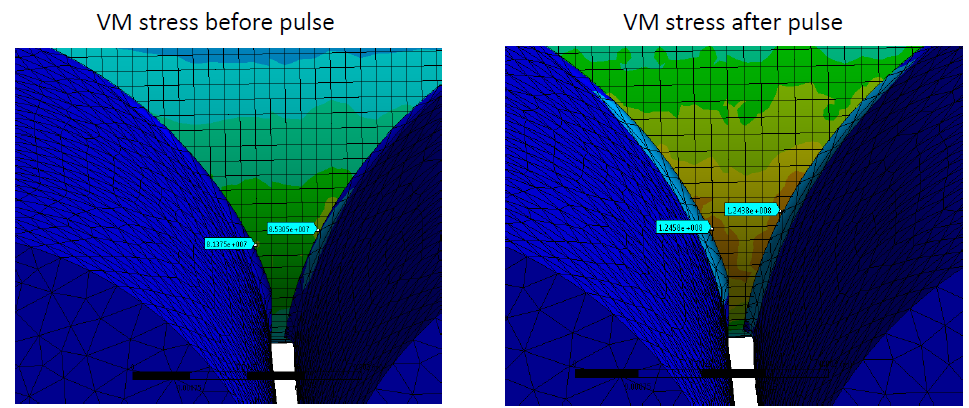 VM stress before pulse
VM stress after pulse
8.1375e+007
8.5305e+007
1.2458e+008
1.2438e+008